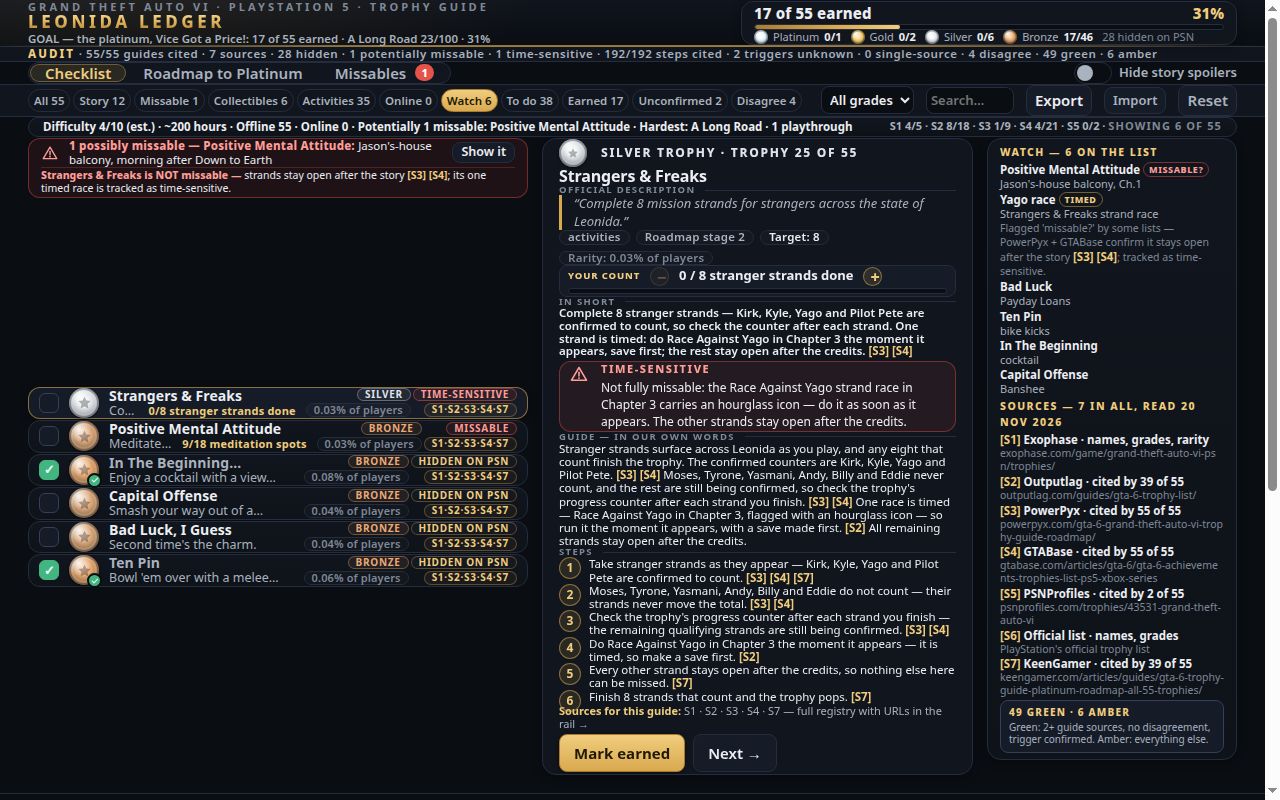 GRAND THEFT AUTO VI · PLAYSTATION 5 · TROPHY GUIDE
LEONIDA LEDGER
GOAL — the platinum, Vice Got a Price!: 17 of 55 earned · A Long Road 23/100 · 31%
17 of 55 earned 31%
Platinum 0/1 Gold 0/2 Silver 0/6 Bronze 17/46 28 hidden on PSN
AUDIT · 55/55 guides cited · 7 sources · 28 hidden · 1 potentially missable · 1 time-sensitive · 192/192 steps cited · 2 triggers unknown · 0 single-source · 4 disagree · 49 green · 6 amber
Checklist Roadmap to Platinum Missables 1 Hide story spoilers
All 55 Story 12 Missable 1 Collectibles 6 Activities 35 Online 0 Watch 6 To do 38 Earned 17 Unconfirmed 2 Disagree 4 All grades Search... Export Import Reset
Difficulty 4/10 (est.) · ~200 hours · Offline 55 · Online 0 · Potentially 1 missable: Positive Mental Attitude · Hardest: A Long Road · 1 playthrough S1 4/5 · S2 8/18 · S3 1/9 · S4 4/21 · S5 0/2 · SHOWING 6 OF 55
1 possibly missable — Positive Mental Attitude: Jason's-house
balcony, morning after Down to Earth
Show it
Strangers & Freaks is NOT missable — strands stay open after the story [S3] [S4]; its one
timed race is tracked as time-sensitive.
Strangers & Freaks SILVER TIME-SENSITIVE
Co... 0/8 stranger strands done 0.03% of players S1·S2·S3·S4·S7
Positive Mental Attitude BRONZE MISSABLE
Meditate... 9/18 meditation spots 0.03% of players S1·S2·S3·S4·S7
In The Beginning... BRONZE HIDDEN ON PSN
Enjoy a cocktail with a view... 0.08% of players S1·S2·S3·S4·S7
Capital Offense BRONZE HIDDEN ON PSN
Smash your way out of a... 0.04% of players S1·S2·S3·S4·S7
Bad Luck, I Guess BRONZE HIDDEN ON PSN
Second time's the charm. 0.04% of players S1·S2·S3·S4·S7
Ten Pin BRONZE HIDDEN ON PSN
Bowl 'em over with a melee... 0.06% of players S1·S2·S3·S4·S7
SILVER TROPHY · TROPHY 25 OF 55
Strangers & Freaks
OFFICIAL DESCRIPTION
“Complete 8 mission strands for strangers across the state of
Leonida.”
activities Roadmap stage 2 Target: 8
Rarity: 0.03% of players
YOUR COUNT − 0 / 8 stranger strands done +
IN SHORT
Complete 8 stranger strands — Kirk, Kyle, Yago and Pilot Pete are
confirmed to count, so check the counter after each strand. One
strand is timed: do Race Against Yago in Chapter 3 the moment it
appears, save first; the rest stay open after the credits. [S3] [S4]
TIME-SENSITIVE
Not fully missable: the Race Against Yago strand race in
Chapter 3 carries an hourglass icon — do it as soon as it
appears. The other strands stay open after the credits.
GUIDE — IN OUR OWN WORDS
Stranger strands surface across Leonida as you play, and any eight that
count finish the trophy. The confirmed counters are Kirk, Kyle, Yago and
Pilot Pete. [S3] [S4] Moses, Tyrone, Yasmani, Andy, Billy and Eddie never
count, and the rest are still being confirmed, so check the trophy's
progress counter after each strand you finish. [S3] [S4] One race is timed
— Race Against Yago in Chapter 3, flagged with an hourglass icon — so
run it the moment it appears, with a save made first. [S2] All remaining
strands stay open after the credits.
STEPS
1 Take stranger strands as they appear — Kirk, Kyle, Yago and Pilot
Pete are confirmed to count. [S3] [S4] [S7]
2 Moses, Tyrone, Yasmani, Andy, Billy and Eddie do not count — their
strands never move the total. [S3] [S4]
3 Check the trophy's progress counter after each strand you finish —
the remaining qualifying strands are still being confirmed. [S3] [S4]
4 Do Race Against Yago in Chapter 3 the moment it appears — it is
timed, so make a save first. [S2]
5 Every other strand stays open after the credits, so nothing else here
can be missed. [S7]
6 Finish 8 strands that count and the trophy pops. [S7]
Sources for this guide: S1 · S2 · S3 · S4 · S7 — full registry with URLs in the
rail →
Mark earned Next →
WATCH — 6 ON THE LIST
Positive Mental Attitude MISSABLE?
Jason's-house balcony, Ch.1
Yago race TIMED
Strangers & Freaks strand race
Flagged 'missable?' by some lists —
PowerPyx + GTABase confirm it stays open
after the story [S3] [S4]; tracked as time-
sensitive.
Bad Luck
Payday Loans
Ten Pin
bike kicks
In The Beginning
cocktail
Capital Offense
Banshee
SOURCES — 7 IN ALL, READ 20
NOV 2026
[S1] Exophase · names, grades, rarity
exophase.com/game/grand-theft-auto-vi-ps
n/trophies/
[S2] Outputlag · cited by 39 of 55
outputlag.com/guides/gta-6-trophy-list/
[S3] PowerPyx · cited by 55 of 55
powerpyx.com/gta-6-grand-theft-auto-vi-trop
hy-guide-roadmap/
[S4] GTABase · cited by 55 of 55
gtabase.com/articles/gta-6/gta-6-achieveme
nts-trophies-list-ps5-xbox-series
[S5] PSNProfiles · cited by 2 of 55
psnprofiles.com/trophies/43531-grand-theft-
auto-vi
[S6] Official list · names, grades
PlayStation's official trophy list
[S7] KeenGamer · cited by 39 of 55
keengamer.com/articles/guides/gta-6-trophy-
guide-platinum-roadmap-all-55-trophies/
49 GREEN · 6 AMBER
Green: 2+ guide sources, no disagreement,
trigger confirmed. Amber: everything else.